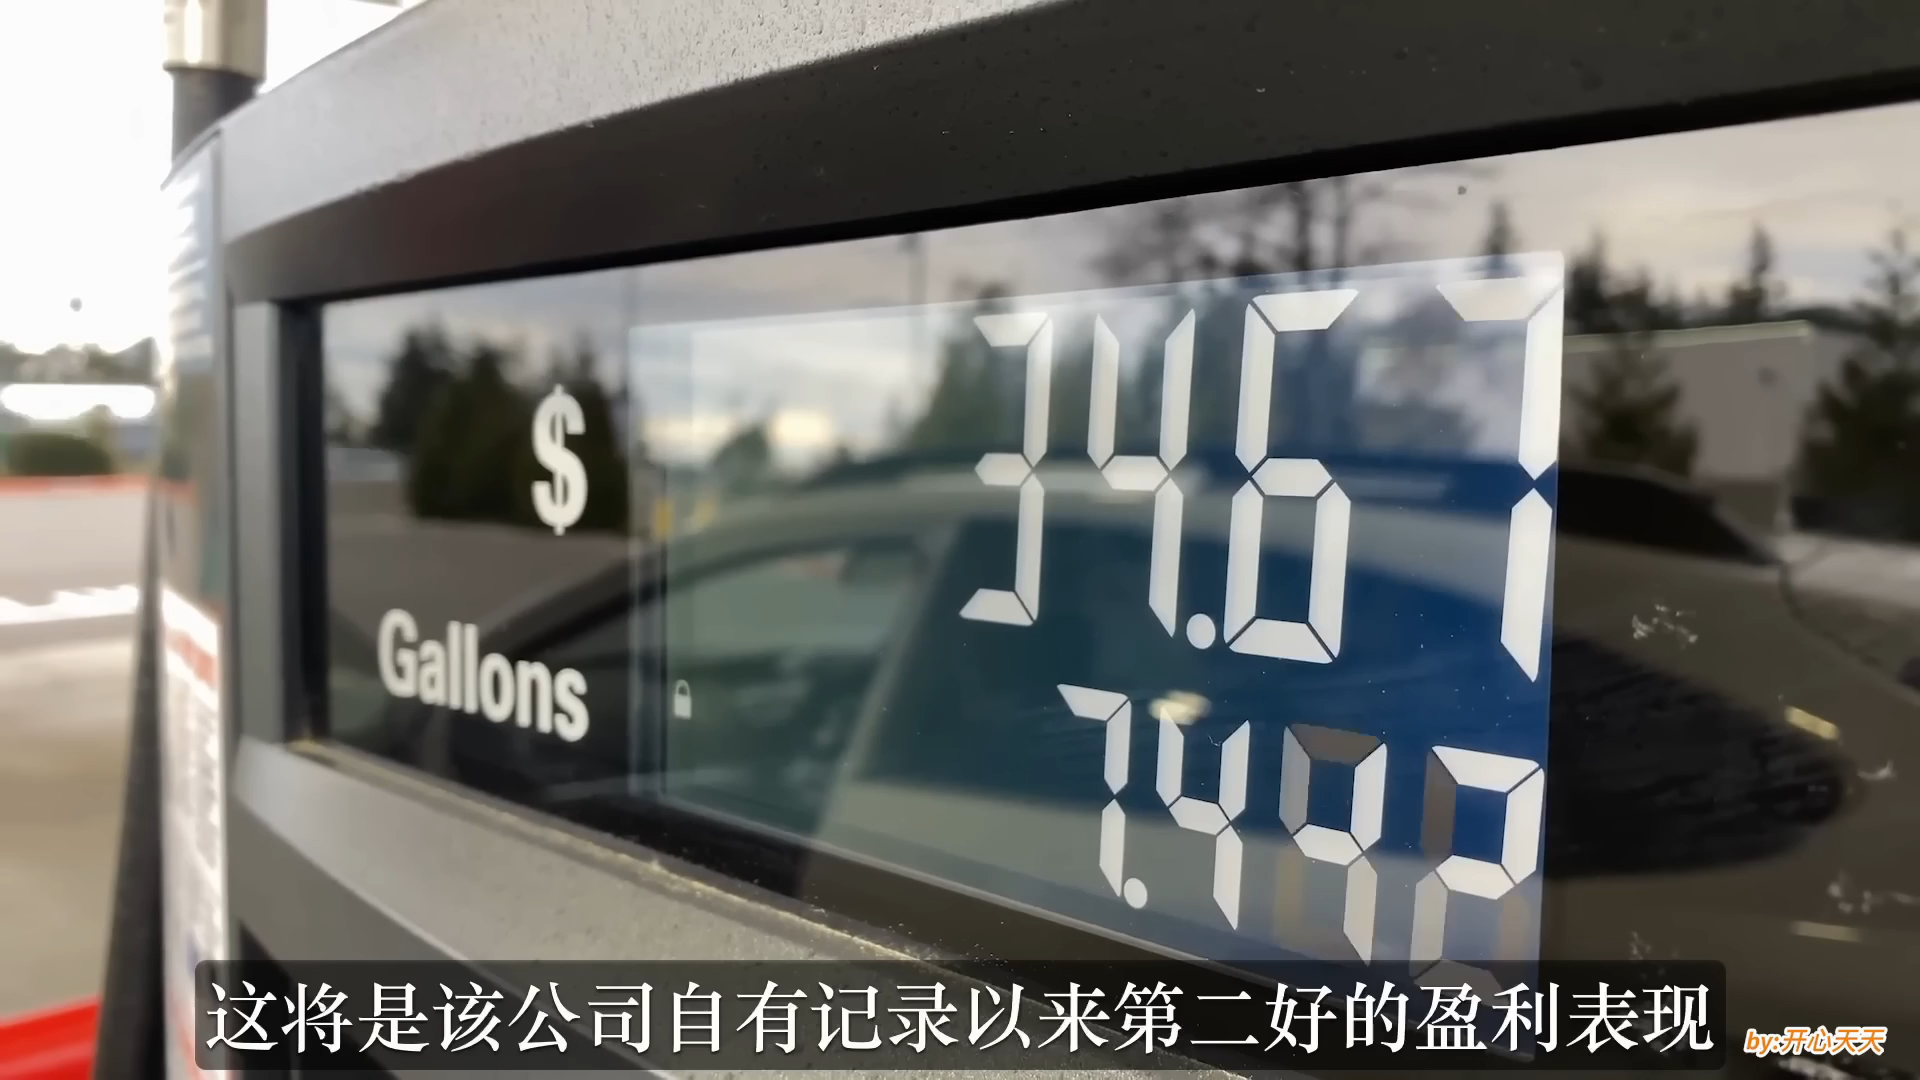 $ 34.67
Gallons 7.492
这将是该公司自有记录以来第二好的盈利表现
by:开心天天